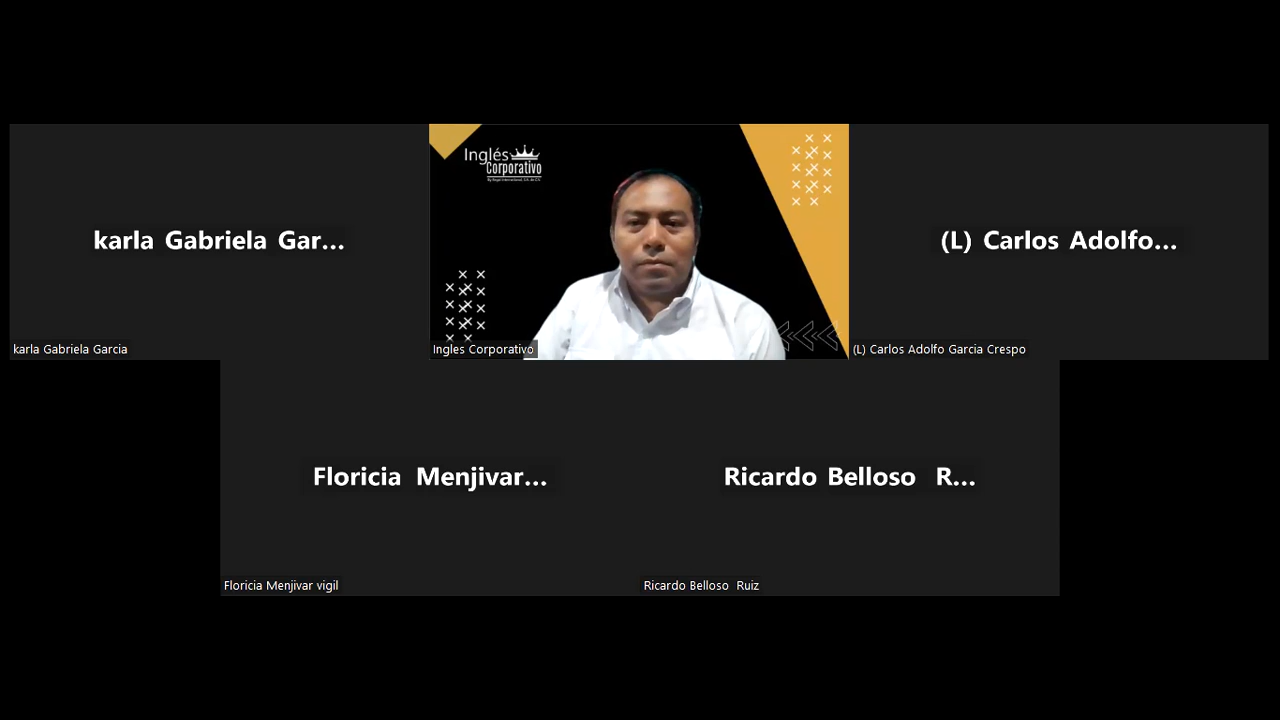 karla Gabriela Gar...
Inglés
Corporativo
(L) Carlos Adolfo...
karla Gabriela Garcia
Ingles Corporativo
(L) Carlos Adolfo Garcia Crespo
Floricia Menjivar...
Ricardo Belloso R...
Floricia Menjivar vigil
Ricardo Belloso Ruiz